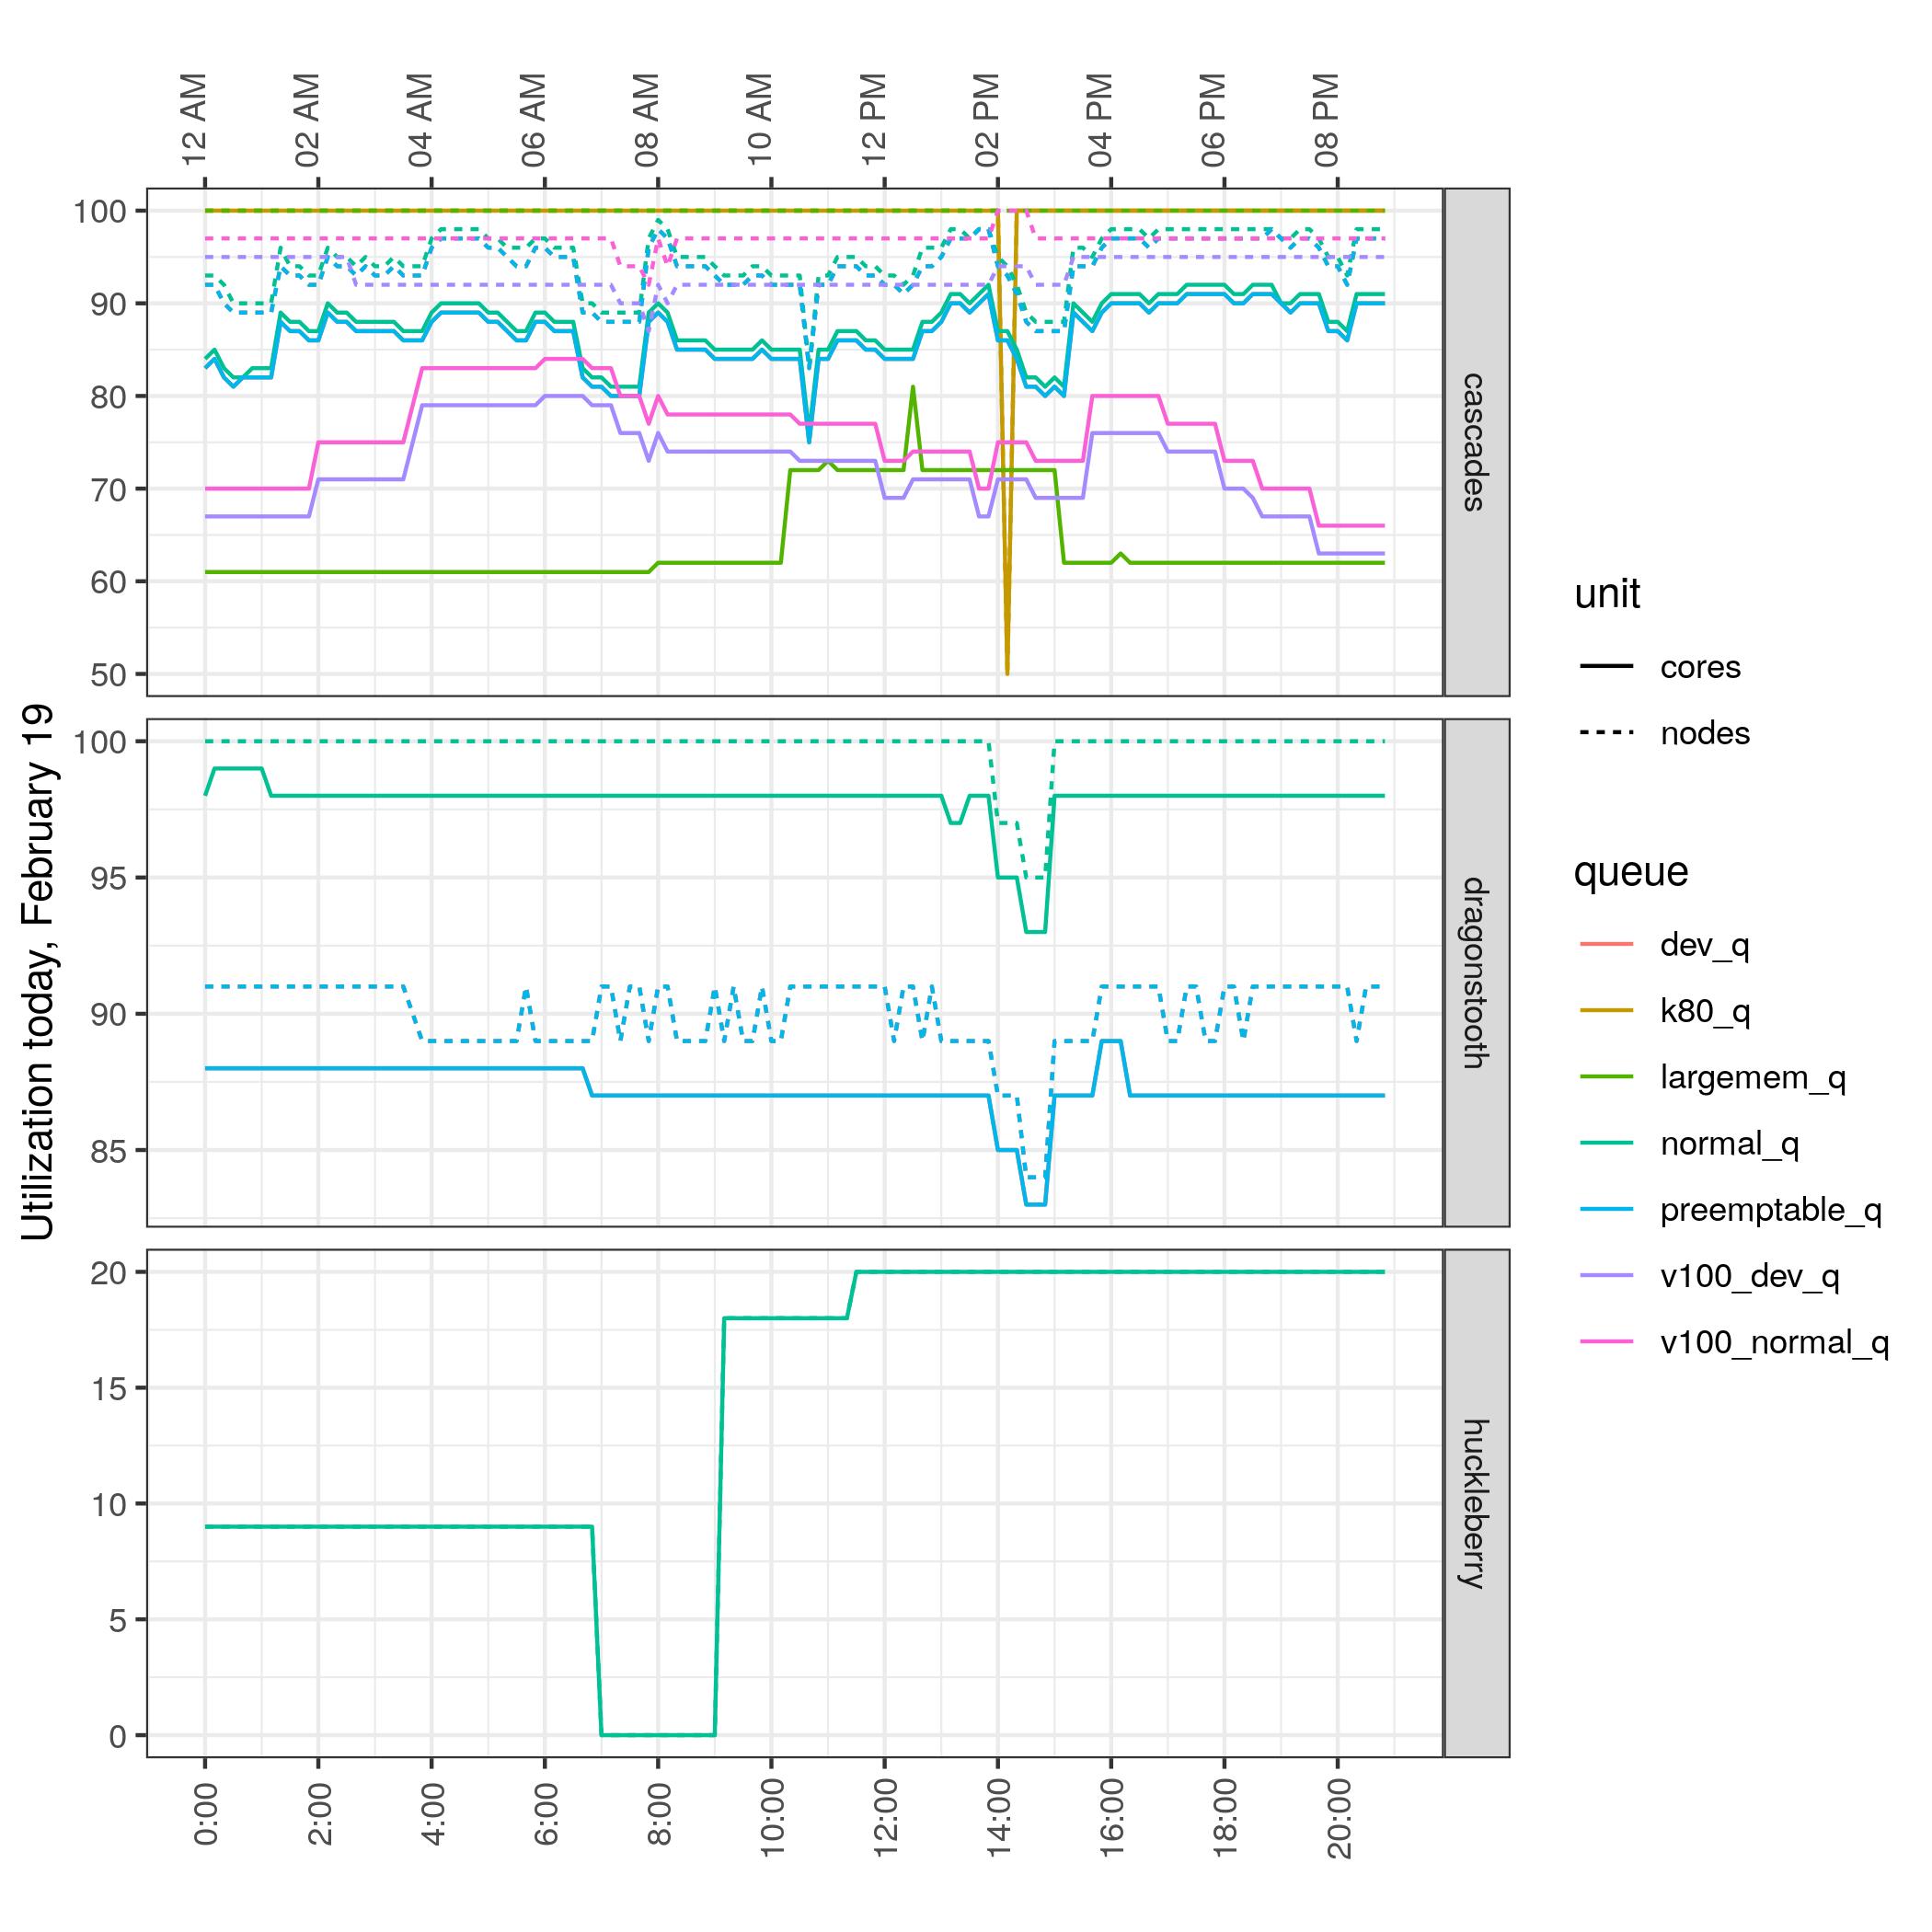 12 AM
02 AM
04 AM
06 AM
08 AM
10 AM
12 PM
02 PM
04 PM
06 PM
08 PM
Utilization today, February 19
100
90
80
70
60
50
cascades
100
95
90
85
dragonstooth
20
15
10
5
0
huckleberry
0:00
2:00
4:00
6:00
8:00
10:00
12:00
14:00
16:00
18:00
20:00
unit
cores
nodes
queue
dev_q
k80_q
largemem_q
normal_q
preemptable_q
v100_dev_q
v100_normal_q